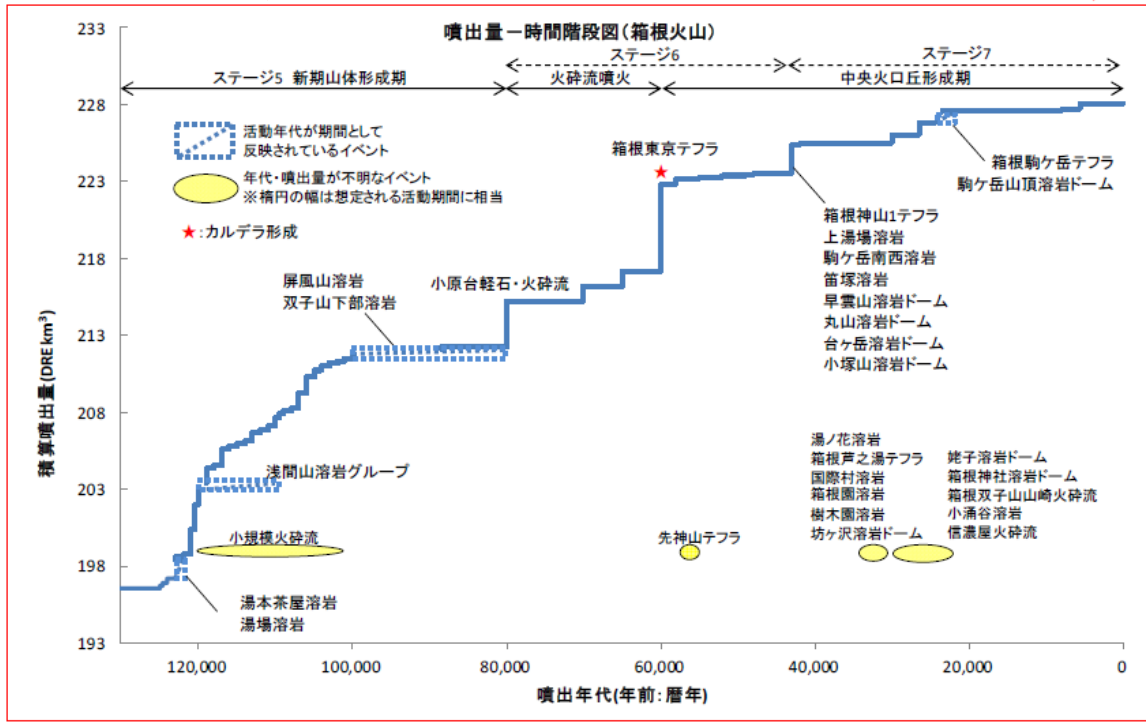 噴出量－時間階段図（箱根火山）
ステージ6
ステージ7
ステージ5 新期山体形成期
火砕流噴火
中央火口丘形成期
活動年代が期間として
反映されているイベント
年代・噴出量が不明なイベント
※楕円の幅は想定される活動期間に相当
★：カルデラ形成
箱根東京テフラ
箱根駒ケ岳テフラ
駒ケ岳山頂溶岩ドーム
箱根神山1テフラ
上湯場溶岩
駒ケ岳南西溶岩
笛塚溶岩
早雲山溶岩ドーム
丸山溶岩ドーム
台ヶ岳溶岩ドーム
小塚山溶岩ドーム
屏風山溶岩
双子山下部溶岩
小原台軽石・火砕流
浅間山溶岩グループ
小規模火砕流
湯本茶屋溶岩
湯場溶岩
先神山テフラ
湯ノ花溶岩
箱根芦之湯テフラ
国際村溶岩
箱根園溶岩
樹木園溶岩
坊ヶ沢溶岩ドーム
姥子溶岩ドーム
箱根神社溶岩ドーム
箱根双子山山崎火砕流
小涌谷溶岩
信濃屋火砕流
積算噴出量(DRE km³)
233
228
223
218
213
208
203
198
193
120,000
100,000
80,000
60,000
40,000
20,000
0
噴出年代(年前：暦年)